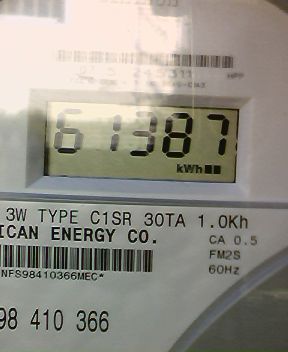 61387
kWh
3W TYPE C1SR 30TA 1.0Kh
ICAN ENERGY CO.
CA 0.5
FM2S
60Hz
NFS98410366MEC*
98 410 366